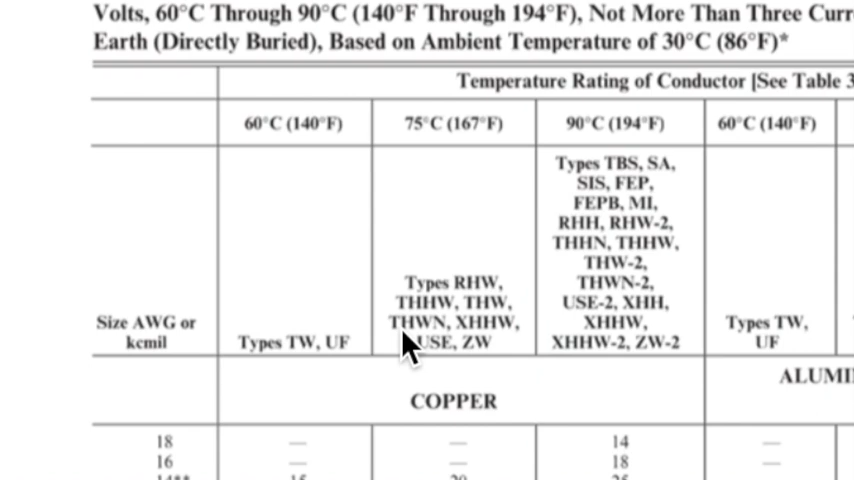 Volts, 60°C Through 90°C (140°F Through 194°F), Not More Than Three
Earth (Directly Buried), Based on Ambient Temperature of 30°C (86°F)*
Temperature Rating of Conductor [See Table 3
60°C (140°F) 75°C (167°F) 90°C (194°F) 60°C (140°F)
Size AWG or
kcmil
Types TW, UF
Types RHW,
THHW, THW,
THWN, XHHW,
USE, ZW
Types TBS, SA,
SIS, FEP,
FEPB, MI,
RHH, RHW-2,
THHN, THHW,
THW-2,
THWN-2,
USE-2, XHH,
XHHW,
XHHW-2, ZW-2
Types TW,
UF
COPPER
18 — — 14 —
16 — — 18 —